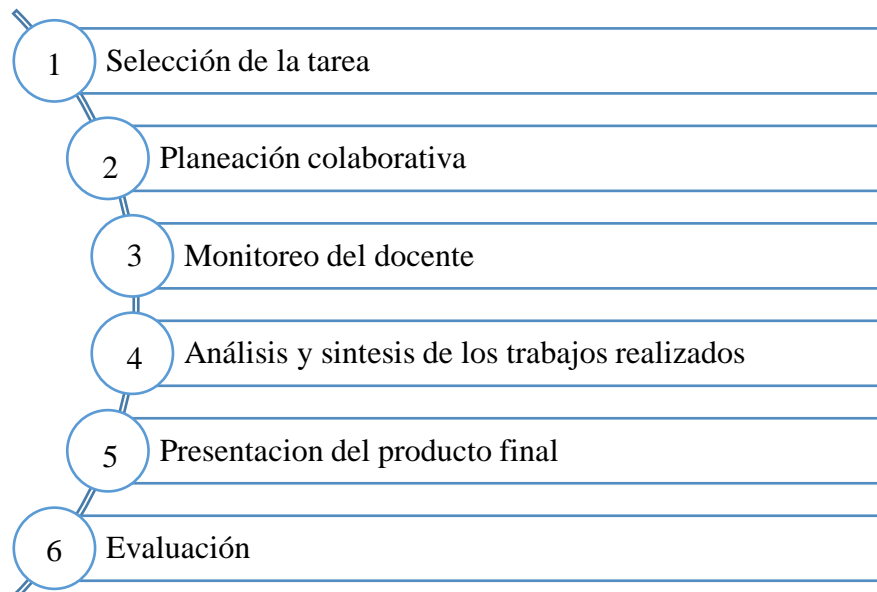 1 Selección de la tarea
2 Planeación colaborativa
3 Monitoreo del docente
4 Análisis y sintesis de los trabajos realizados
5 Presentacion del producto final
6 Evaluación